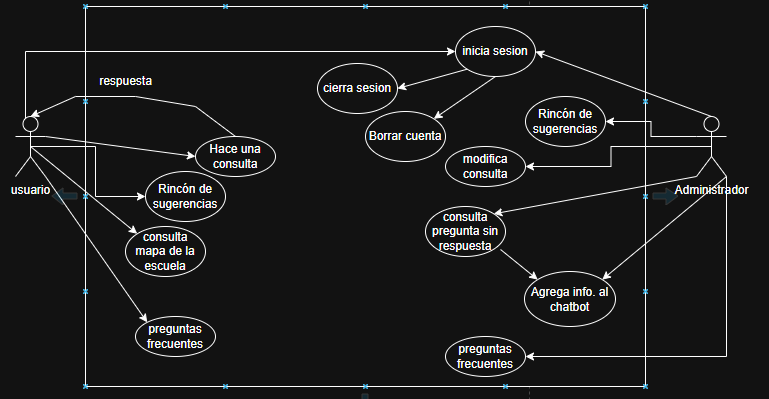 inicia sesion
respuesta
cierra sesion
Rincón de
sugerencias
Borrar cuenta
Hace una
consulta
modifica
consulta
usuario
Rincón de
sugerencias
Administrador
consulta
pregunta sin
respuesta
consulta
mapa de la
escuela
Agrega info. al
chatbot
preguntas
frecuentes
preguntas
frecuentes